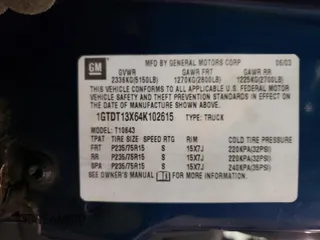 GM
MFD BY GENERAL MOTORS CORP 06/03
GVWR GAWR FRT GAWR RR
2336KG(5150LB) 1270KG(2800LB) 1225KG(2700LB)
THIS VEHICLE CONFORMS TO ALL APPLICABLE U.S. FEDERAL MOTOR
VEHICLE SAFETY AND THEFT PREVENTION STANDARDS IN EFFECT ON
THE DATE OF MANUFACTURE SHOWN ABOVE.
1GTDT13X64K102615 TYPE: TRUCK
MODEL: T10643
TPAT TIRE SIZE SPEED RTG RIM COLD TIRE PRESSURE
FRT P235/75R15 S 15X7J 220KPA(32PSI)
RR P235/75R15 S 15X7J 220KPA(32PSI)
SPA P235/75R15 S 15X7J 240KPA(35PSI)
SEE OWNER'S MANUAL FOR ADDITIONAL INFORMATION